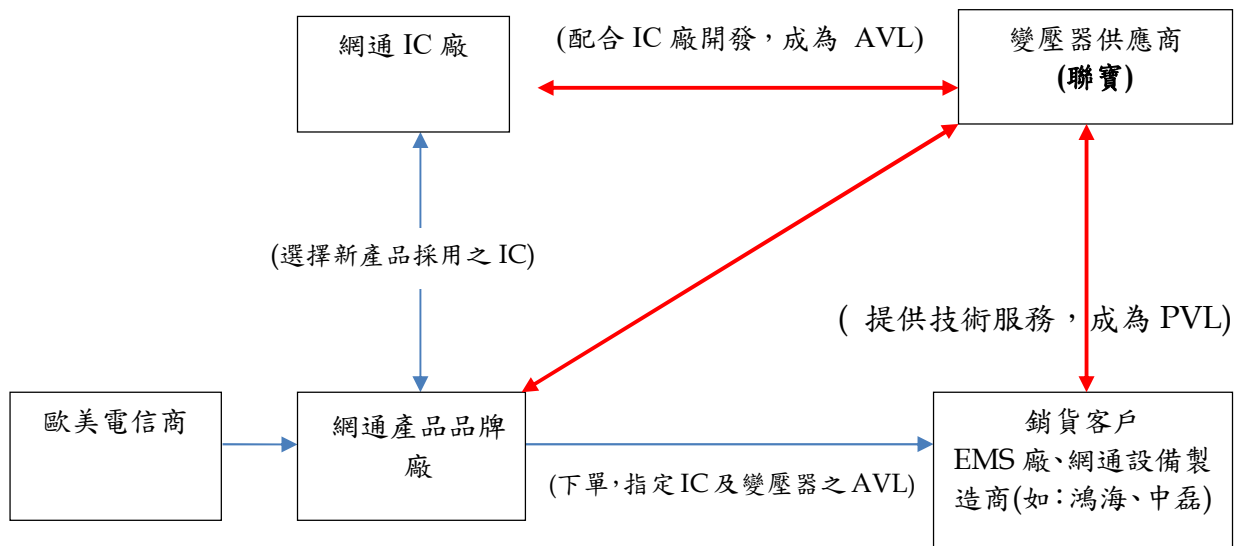 網通 IC 廠
(配合 IC 廠開發，成為 AVL)
變壓器供應商
(聯寶)
(選擇新產品採用之 IC)
( 提供技術服務，成為 PVL)
歐美電信商
網通產品品牌
廠
(下單，指定 IC 及變壓器之 AVL)
銷貨客戶
EMS 廠、網通設備製
造商(如：鴻海、中磊)